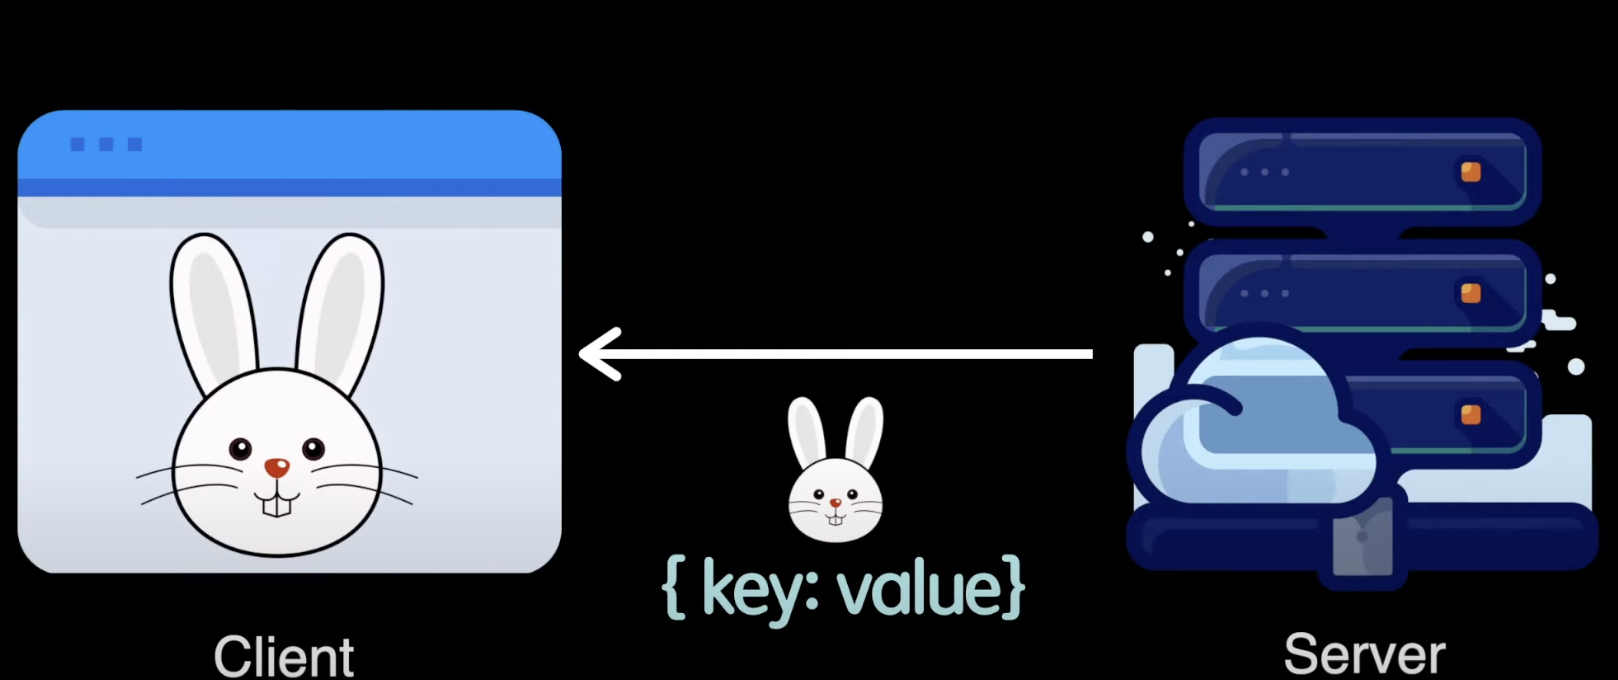 { key: value}
Client
Server